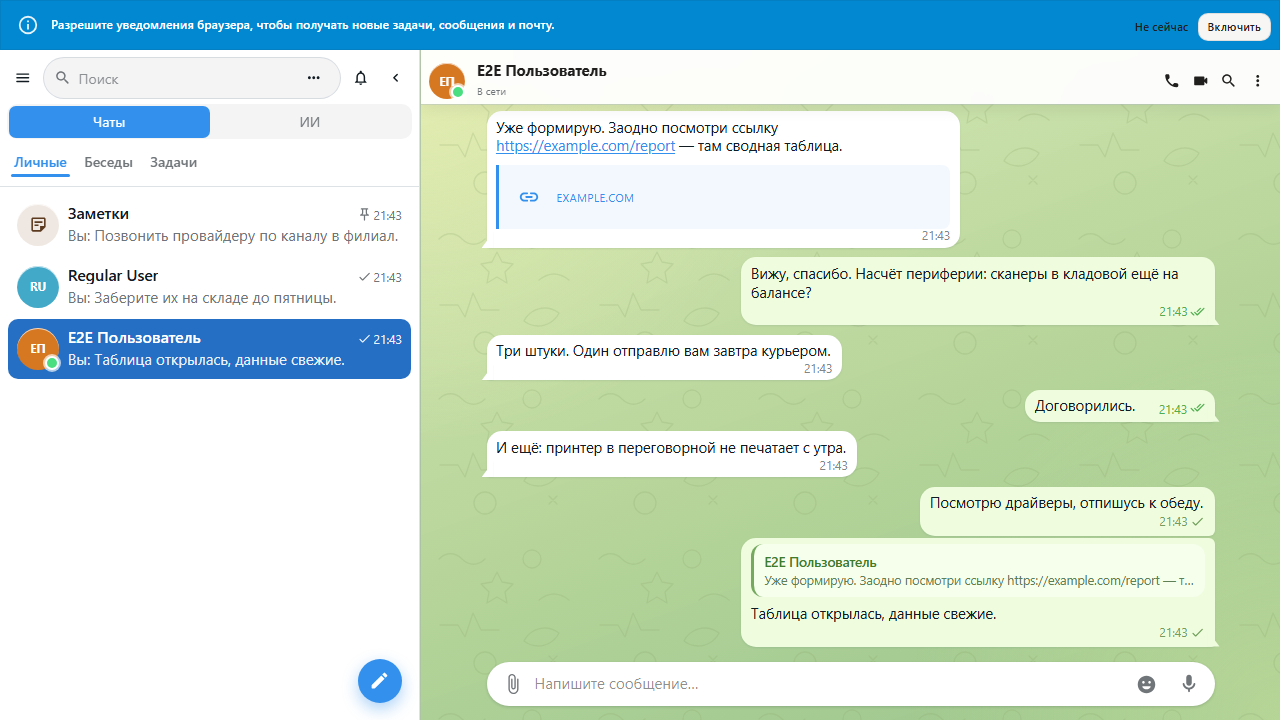 Разрешите уведомления браузера, чтобы получать новые задачи, сообщения и почту.
Не сейчас
Включить
Поиск
Чаты
ИИ
Личные
Беседы
Задачи
Заметки
21:43
Вы: Позвонить провайдеру по каналу в филиал.
RU
Regular User
21:43
Вы: Заберите их на складе до пятницы.
ЕП
E2E Пользователь
21:43
Вы: Таблица открылась, данные свежие.
ЕП
E2E Пользователь
В сети
Уже формирую. Заодно посмотри ссылку
https://example.com/report — там сводная таблица.
EXAMPLE.COM
21:43
Вижу, спасибо. Насчёт периферии: сканеры в кладовой ещё на
балансе?
21:43
Три штуки. Один отправлю вам завтра курьером.
21:43
Договорились.
21:43
И ещё: принтер в переговорной не печатает с утра.
21:43
Посмотрю драйверы, отпишусь к обеду.
21:43
E2E Пользователь
Уже формирую. Заодно посмотри ссылку https://example.com/report — т...
Таблица открылась, данные свежие.
21:43
Напишите сообщение...